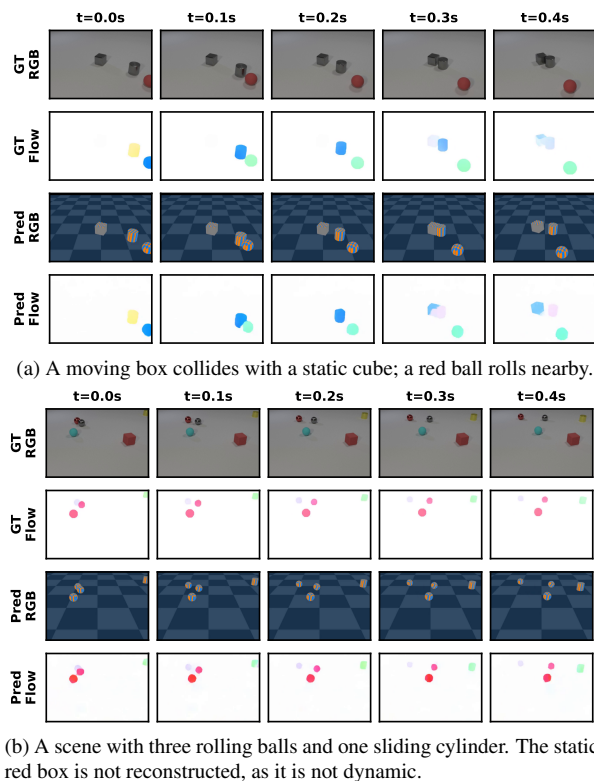 t=0.0s t=0.1s t=0.2s t=0.3s t=0.4s
GT RGB
GT Flow
Pred RGB
Pred Flow
(a) A moving box collides with a static cube; a red ball rolls nearby.
t=0.0s t=0.1s t=0.2s t=0.3s t=0.4s
GT RGB
GT Flow
Pred RGB
Pred Flow
(b) A scene with three rolling balls and one sliding cylinder. The static
red box is not reconstructed, as it is not dynamic.